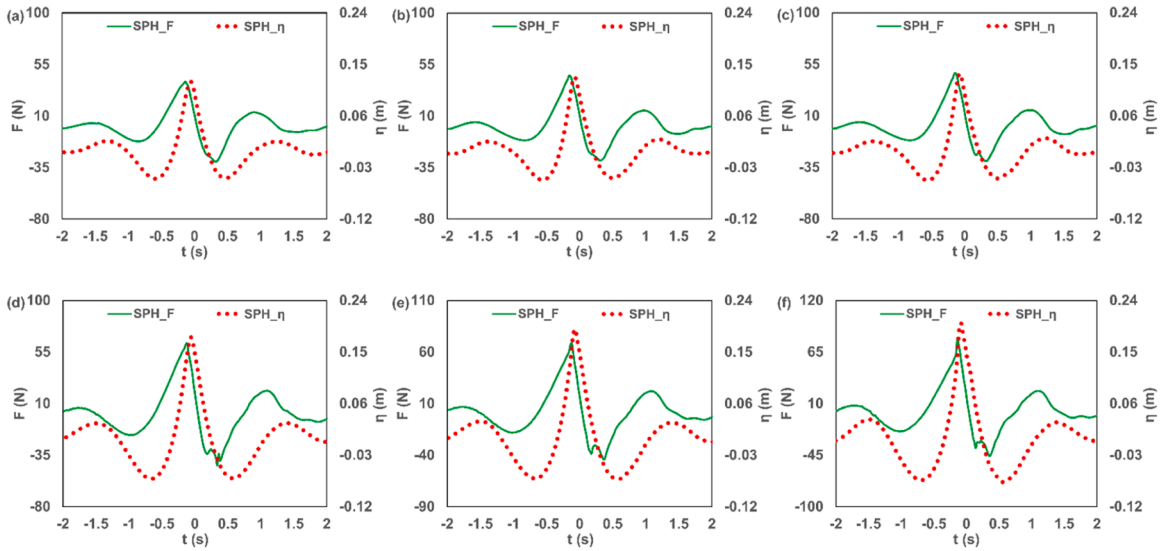 (a) 100 SPH_F SPH_η 0.24
55 0.15
F (N) 10 0.06 η (m)
-35 -0.03
-80 -0.12
-2 -1.5 -1 -0.5 0 0.5 1 1.5 2
t (s)
(b) 100 SPH_F SPH_η 0.24
55 0.15
F (N) 10 0.06 η (m)
-35 -0.03
-80 -0.12
-2 -1.5 -1 -0.5 0 0.5 1 1.5 2
t (s)
(c) 100 SPH_F SPH_η 0.24
55 0.15
F (N) 10 0.06 η (m)
-35 -0.03
-80 -0.12
-2 -1.5 -1 -0.5 0 0.5 1 1.5 2
t (s)
(d) 100 SPH_F SPH_η 0.24
55 0.15
F (N) 10 0.06 η (m)
-35 -0.03
-80 -0.12
-2 -1.5 -1 -0.5 0 0.5 1 1.5 2
t (s)
(e) 110 SPH_F SPH_η 0.24
60 0.15
F (N) 10 0.06 η (m)
-40 -0.03
-90 -0.12
-2 -1.5 -1 -0.5 0 0.5 1 1.5 2
t (s)
(f) 120 SPH_F SPH_η 0.24
65 0.15
F (N) 10 0.06 η (m)
-45 -0.03
-100 -0.12
-2 -1.5 -1 -0.5 0 0.5 1 1.5 2
t (s)